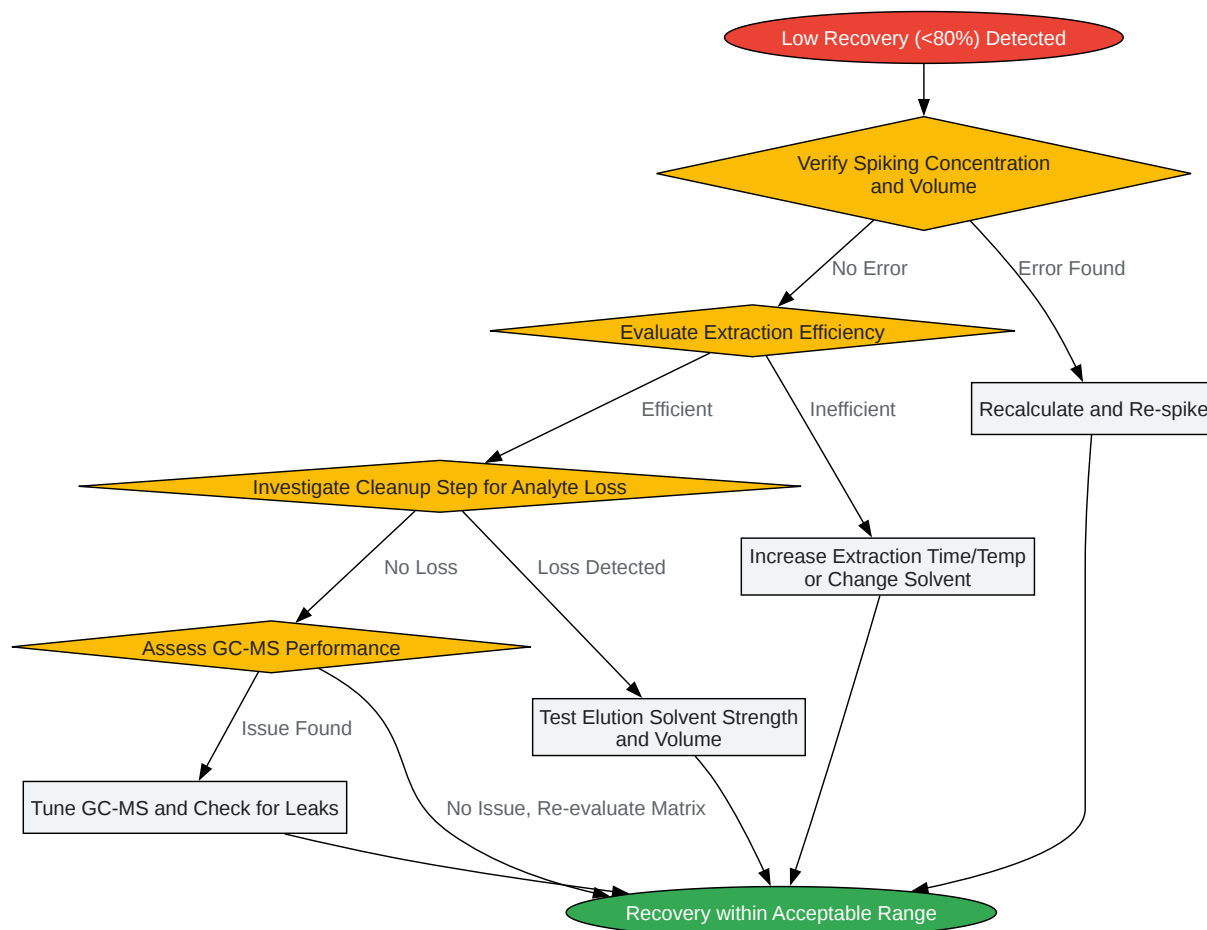 Low Recovery (<80%) Detected
Verify Spiking Concentration
and Volume
No Error
Error Found
Evaluate Extraction Efficiency
Efficient
Inefficient
Recalculate and Re-spike
Investigate Cleanup Step for Analyte Loss
No Loss
Loss Detected
Increase Extraction Time/Temp
or Change Solvent
Assess GC-MS Performance
Issue Found
Test Elution Solvent Strength
and Volume
Tune GC-MS and Check for Leaks
No Issue, Re-evaluate Matrix
Recovery within Acceptable Range